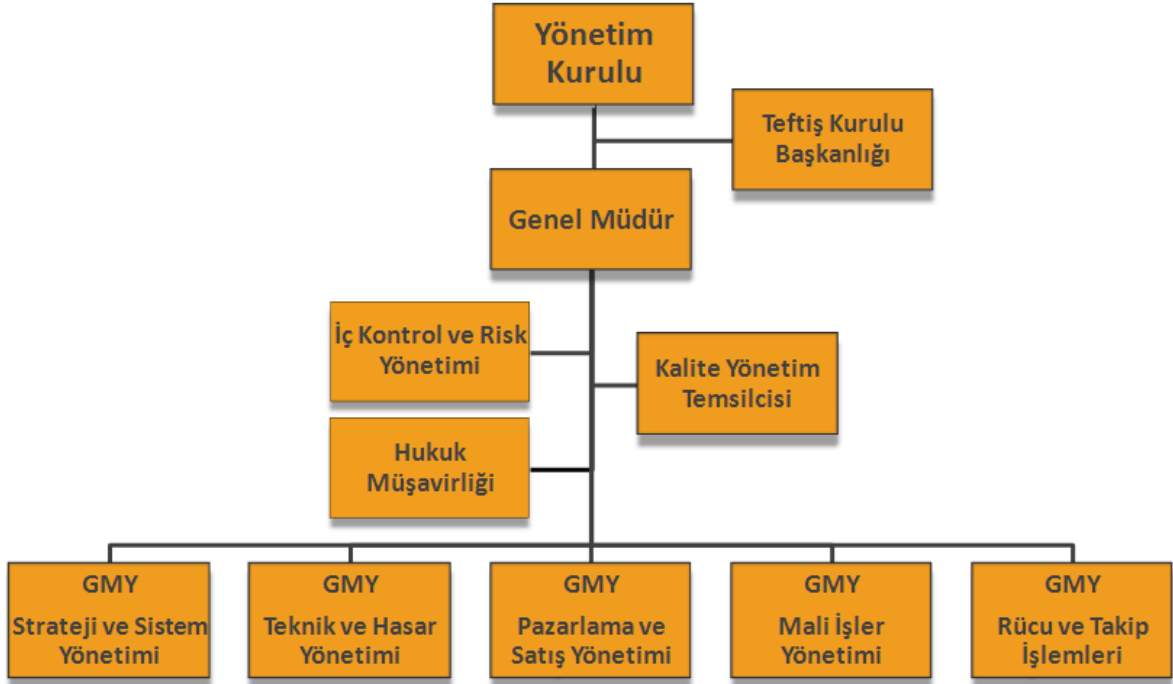 Yönetim
Kurulu
Teftiş Kurulu
Başkanlığı
Genel Müdür
İç Kontrol ve Risk
Yönetimi
Kalite Yönetim
Temsilcisi
Hukuk
Müşavirliği
GMY
Strateji ve Sistem
Yönetimi
GMY
Teknik ve Hasar
Yönetimi
GMY
Pazarlama ve
Satış Yönetimi
GMY
Mali İşler
Yönetimi
GMY
Rücu ve Takip
İşlemleri